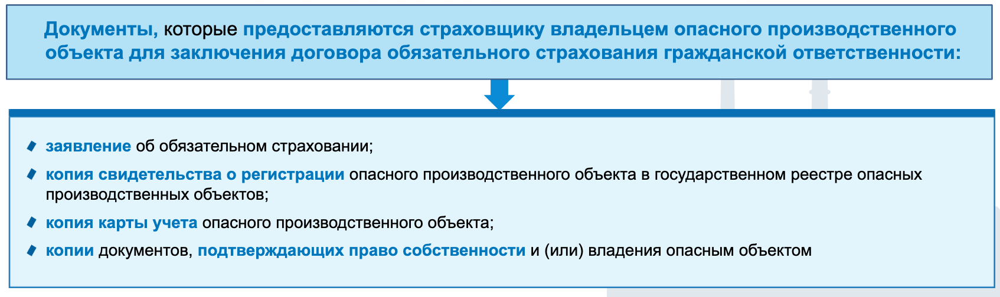 Документы, которые предоставляются страховщику владельцем опасного производственного
объекта для заключения договора обязательного страхования гражданской ответственности:
заявление об обязательном страховании;
копия свидетельства о регистрации опасного производственного объекта в государственном реестре опасных
производственных объектов;
копия карты учета опасного производственного объекта;
копии документов, подтверждающих право собственности и (или) владения опасным объектом